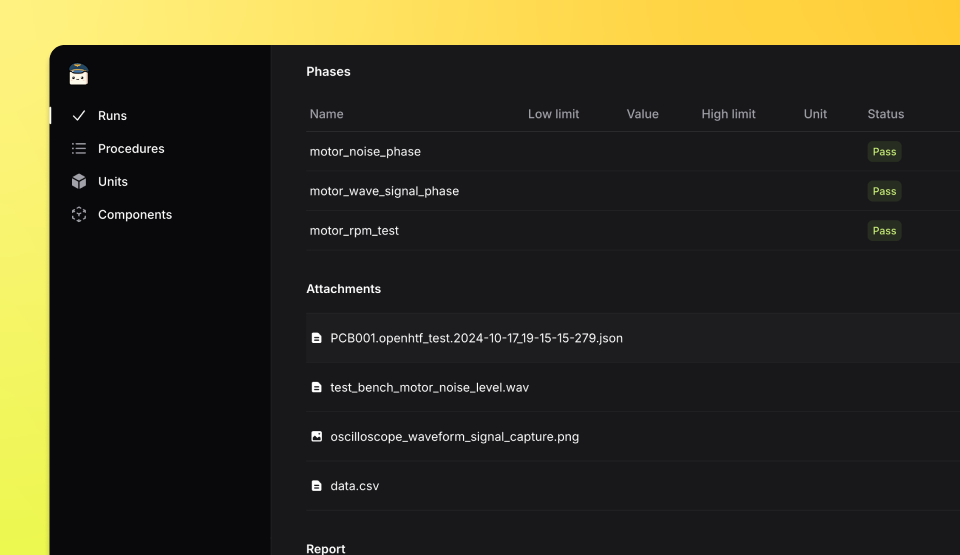 Runs
Procedures
Units
Components
Phases
Name Low limit Value High limit Unit Status
motor_noise_phase Pass
motor_wave_signal_phase Pass
motor_rpm_test Pass
Attachments
PCB001.openhtf_test.2024-10-17_19-15-15-279.json
test_bench_motor_noise_level.wav
oscilloscope_waveform_signal_capture.png
data.csv
Report